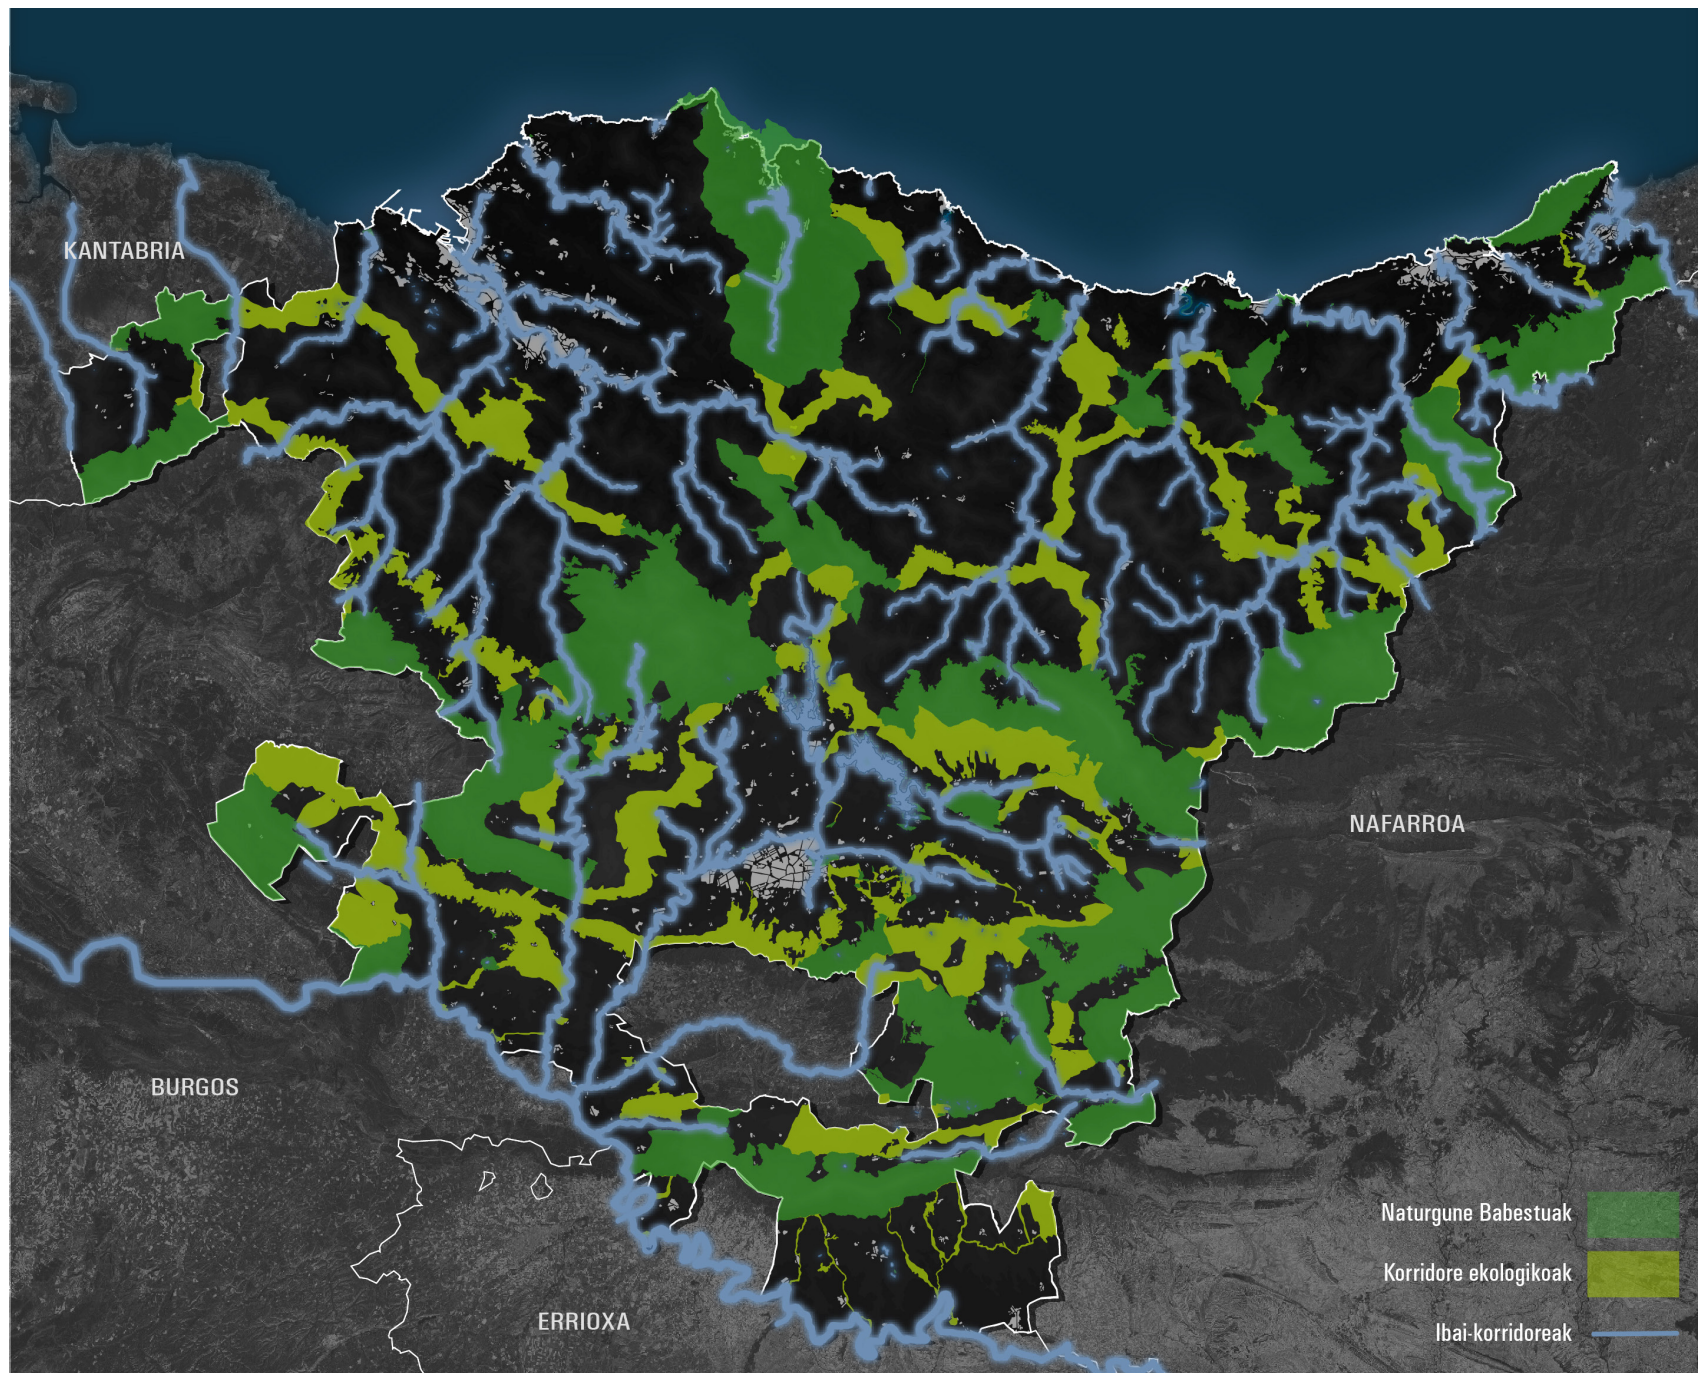 KANTABRIA
NAFARROA
BURGOS
ERRIOXA
Naturgune Babestuak
Korridore ekologikoak
Ibai-korridoreak